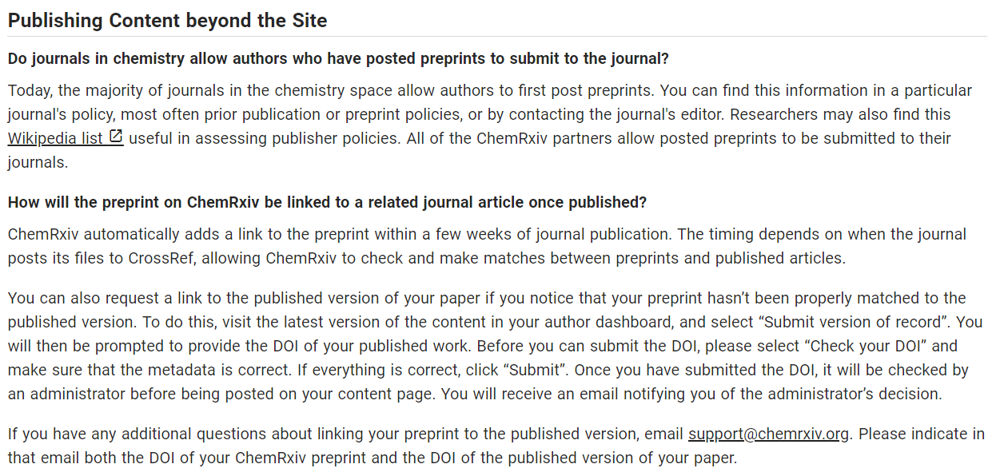 Publishing Content beyond the Site
Do journals in chemistry allow authors who have posted preprints to submit to the journal?
Today, the majority of journals in the chemistry space allow authors to first post preprints. You can find this information in a particular
journal's policy, most often prior publication or preprint policies, or by contacting the journal's editor. Researchers may also find this
Wikipedia list useful in assessing publisher policies. All of the ChemRxiv partners allow posted preprints to be submitted to their
journals.
How will the preprint on ChemRxiv be linked to a related journal article once published?
ChemRxiv automatically adds a link to the preprint within a few weeks of journal publication. The timing depends on when the journal
posts its files to CrossRef, allowing ChemRxiv to check and make matches between preprints and published articles.
You can also request a link to the published version of your paper if you notice that your preprint hasn’t been properly matched to the
published version. To do this, visit the latest version of the content in your author dashboard, and select “Submit version of record”. You
will then be prompted to provide the DOI of your published work. Before you can submit the DOI, please select “Check your DOI” and
make sure that the metadata is correct. If everything is correct, click “Submit”. Once you have submitted the DOI, it will be checked by
an administrator before being posted on your content page. You will receive an email notifying you of the administrator’s decision.
If you have any additional questions about linking your preprint to the published version, email support@chemrxiv.org. Please indicate in
that email both the DOI of your ChemRxiv preprint and the DOI of the published version of your paper.